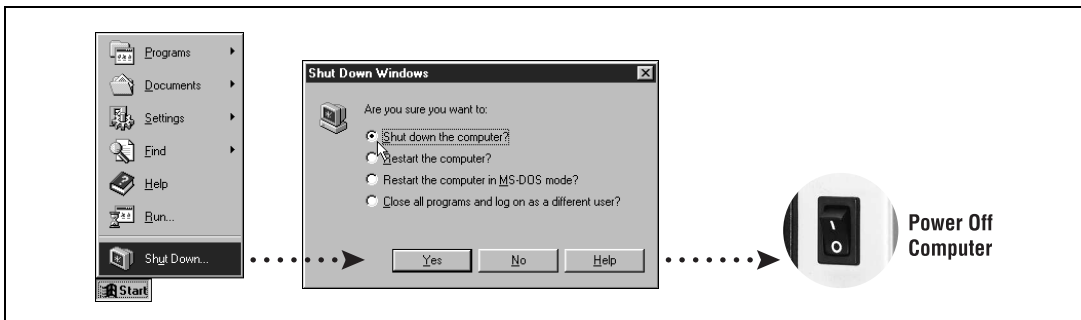 Programs
Documents
Settings
Find
Help
Run...
Shut Down...
Start
Shut Down Windows
Are you sure you want to:
Shut down the computer?
Restart the computer?
Restart the computer in MS-DOS mode?
Close all programs and log on as a different user?
Yes
No
Help
Power Off
Computer